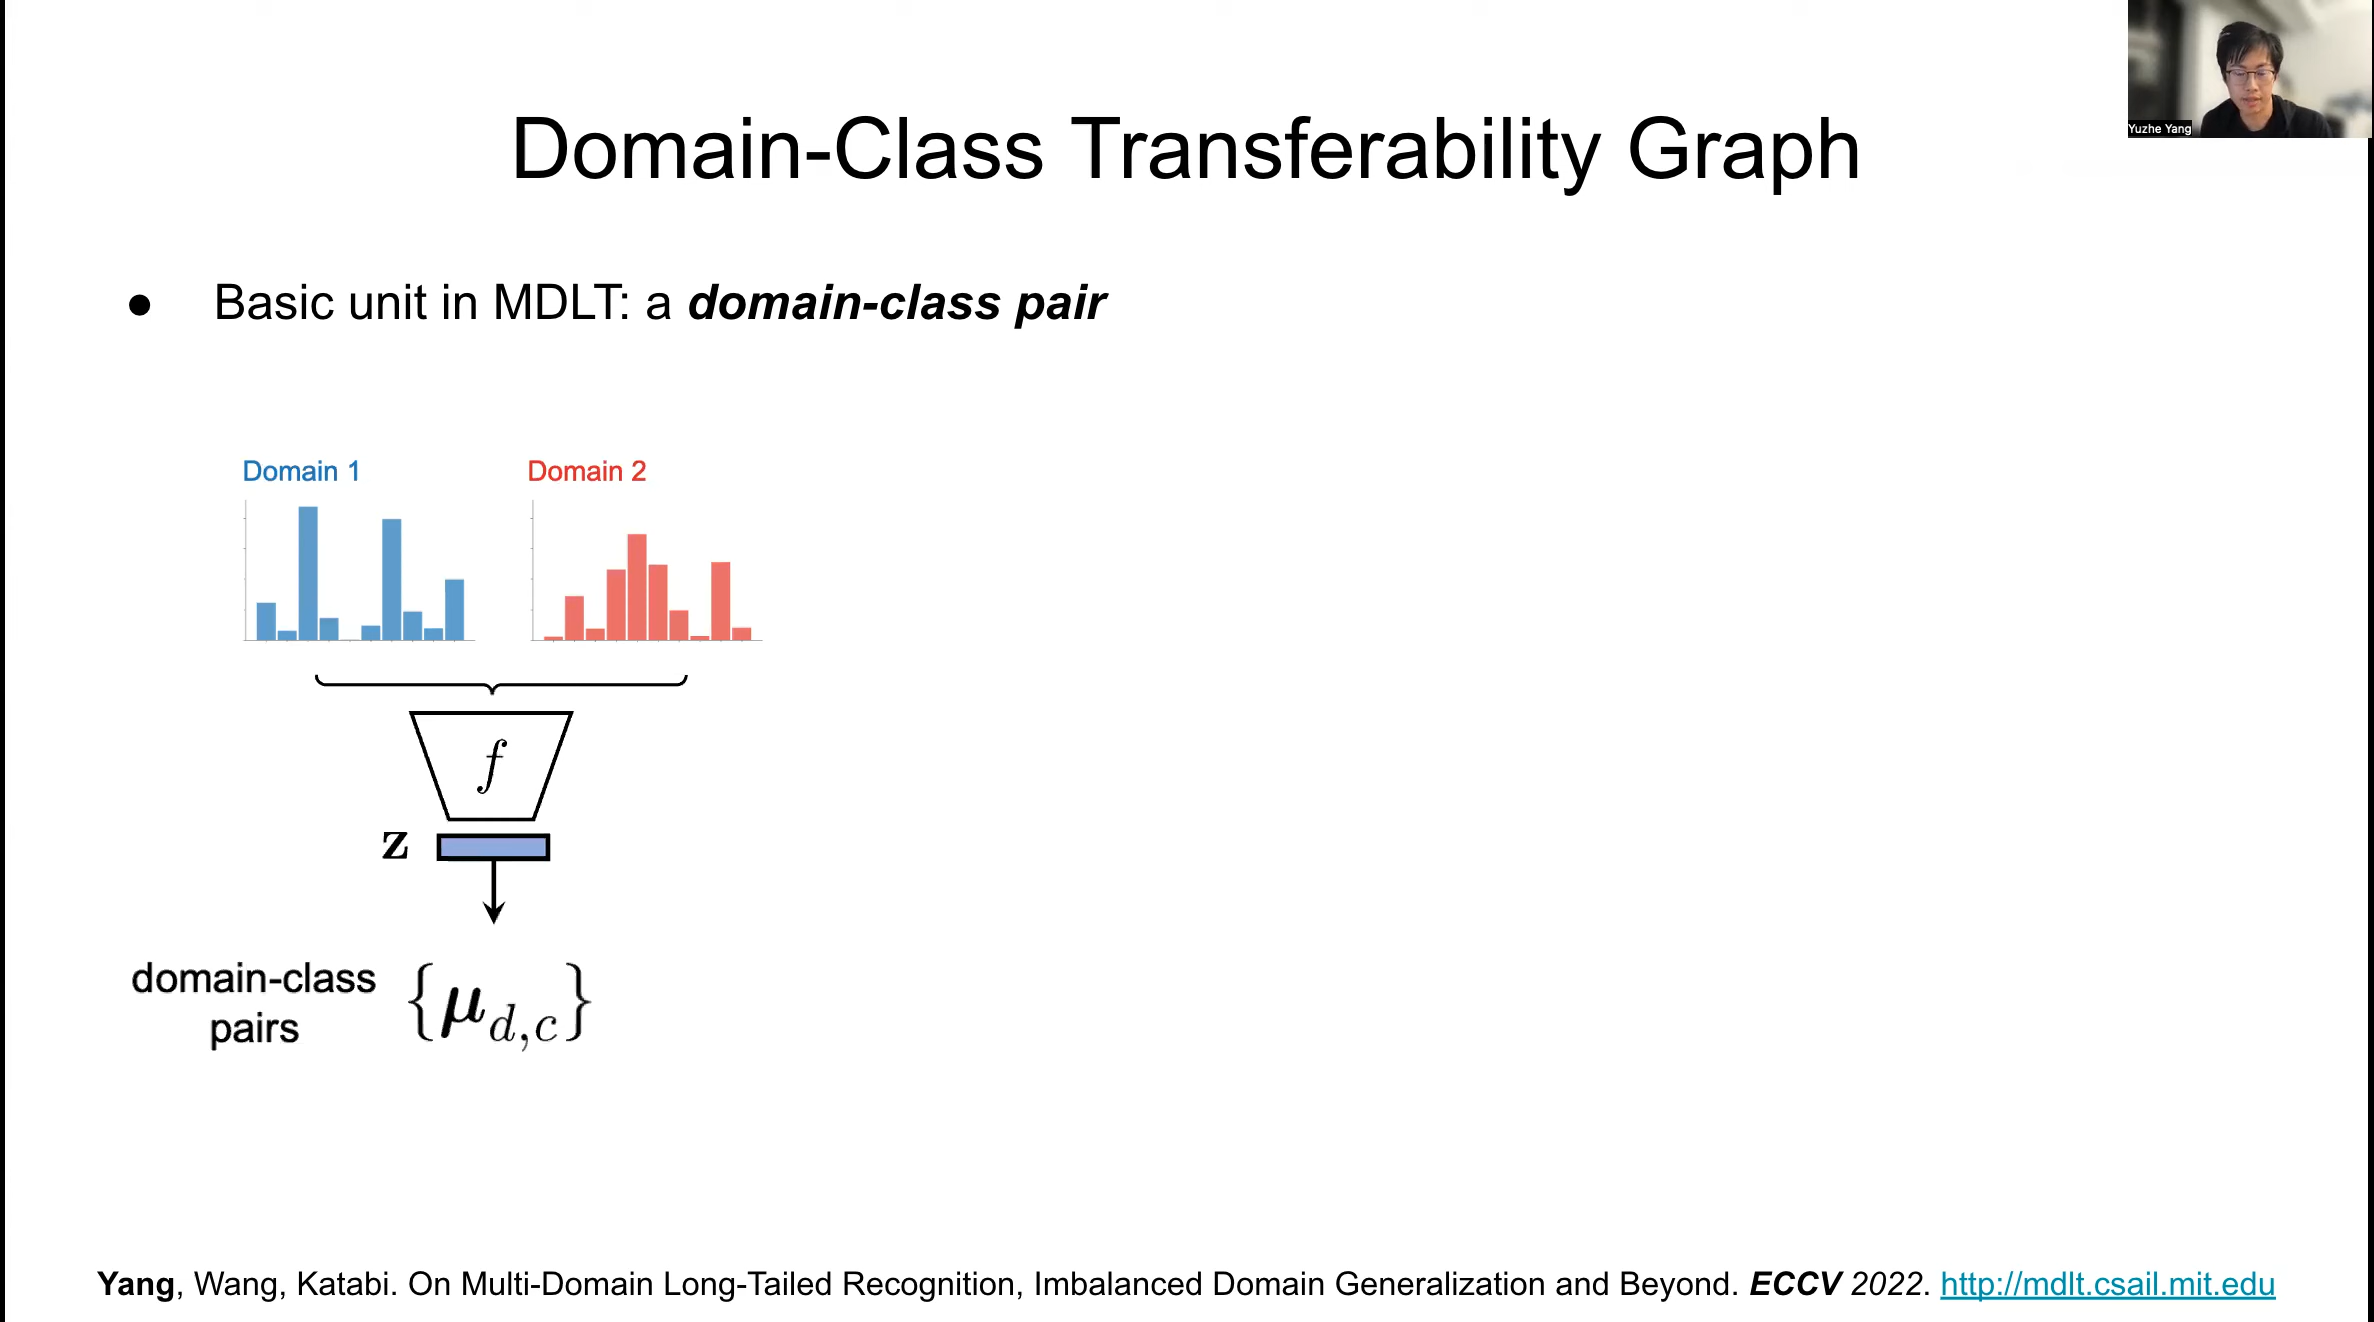 Yuzhe Yang
Domain-Class Transferability Graph
● Basic unit in MDLT: a domain-class pair
Domain 1 Domain 2
f
z
domain-class
pairs
{μ_{d,c}}
Yang, Wang, Katabi. On Multi-Domain Long-Tailed Recognition, Imbalanced Domain Generalization and Beyond. ECCV 2022. http://mdlt.csail.mit.edu